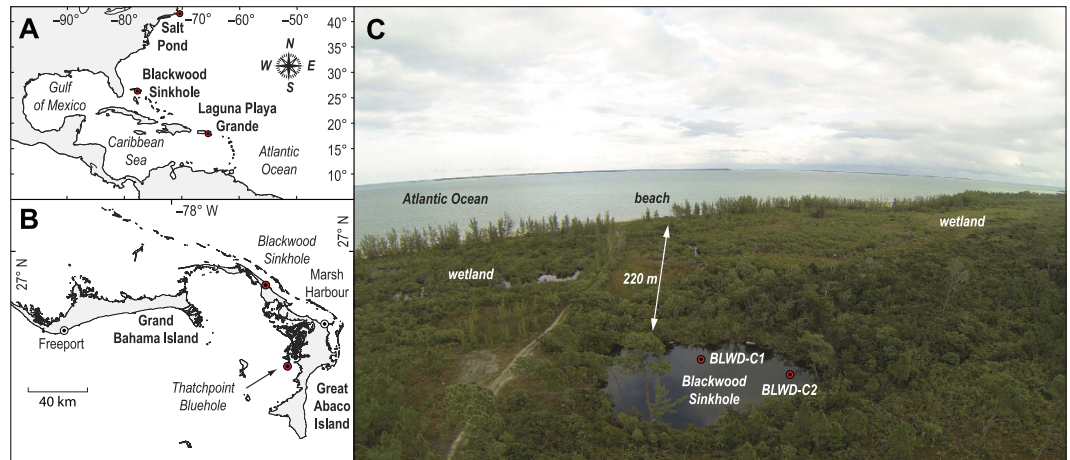 A
−90° −80° −70° −60° −50°
40°
35°
30°
25°
20°
15°
10°
Salt
Pond
N
W E
S
Blackwood
Sinkhole
Gulf
of Mexico
Laguna Playa
Grande
Caribbean
Sea
Atlantic
Ocean
B
−78° W
27° N
27° N
Blackwood
Sinkhole
Marsh
Harbour
Grand
Bahama Island
Freeport
Thatchpoint
Bluehole
Great
Abaco
Island
40 km
C
Atlantic Ocean
beach
wetland
wetland
220 m
BLWD-C1
Blackwood
Sinkhole
BLWD-C2